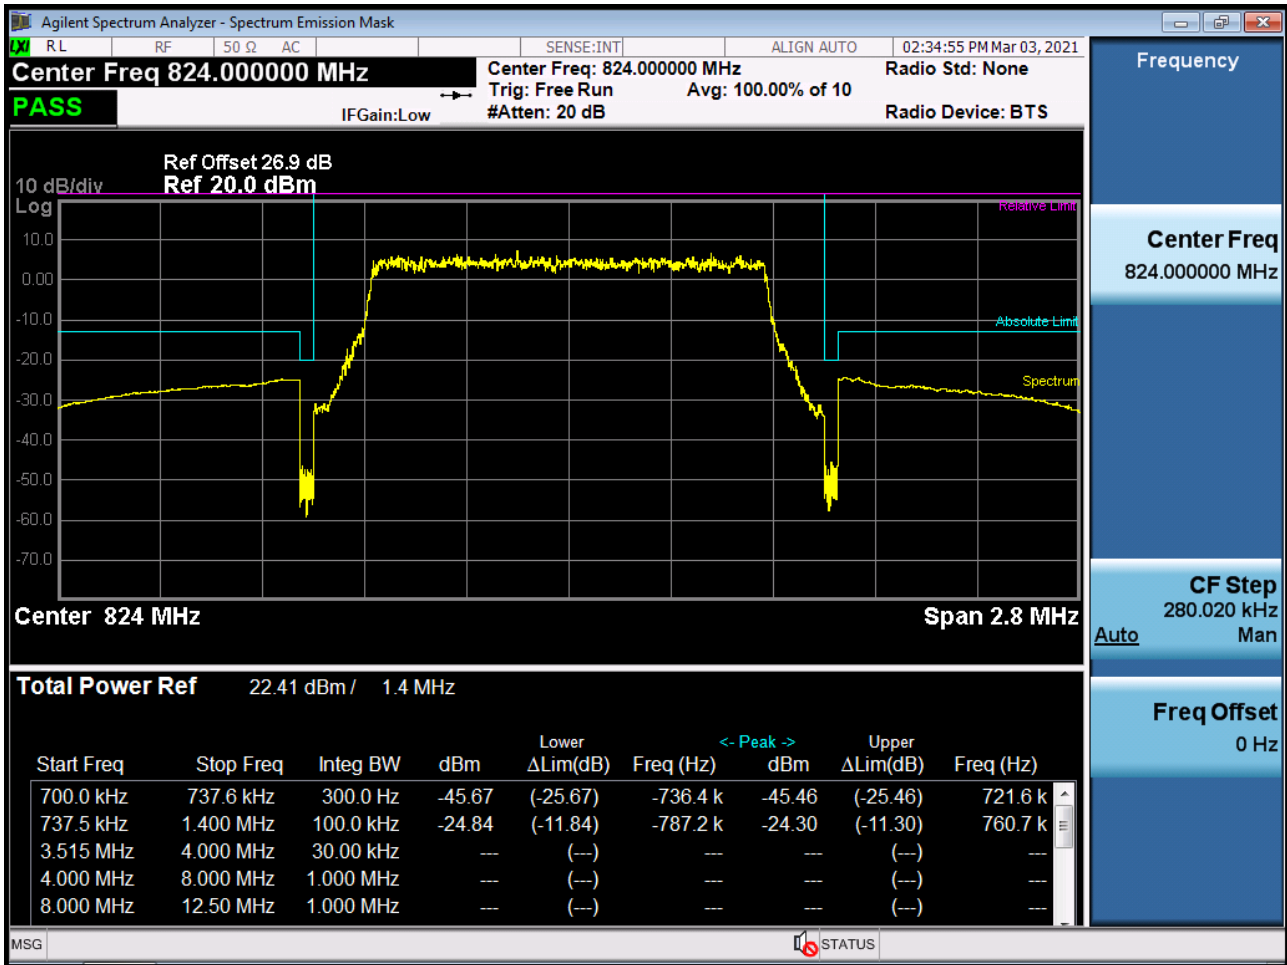 Agilent Spectrum Analyzer - Spectrum Emission Mask
LXI RL RF 50 Ω AC SENSE:INT ALIGN AUTO 02:34:55 PM Mar 03, 2021
Center Freq 824.000000 MHz
PASS
IFGain:Low
Center Freq: 824.000000 MHz
Trig: Free Run Avg: 100.00% of 10
#Atten: 20 dB
Radio Std: None
Radio Device: BTS
Ref Offset 26.9 dB
10 dB/div Ref 20.0 dBm
Log
Relative Limit
10.0
0.00
-10.0
Absolute Limit
-20.0
Spectrum
-30.0
-40.0
-50.0
-60.0
-70.0
Center 824 MHz Span 2.8 MHz
Total Power Ref 22.41 dBm / 1.4 MHz
Lower <- Peak -> Upper
Start Freq Stop Freq Integ BW dBm ΔLim(dB) Freq (Hz) dBm ΔLim(dB) Freq (Hz)
700.0 kHz 737.6 kHz 300.0 Hz -45.67 (-25.67) -736.4 k -45.46 (-25.46) 721.6 k
737.5 kHz 1.400 MHz 100.0 kHz -24.84 (-11.84) -787.2 k -24.30 (-11.30) 760.7 k
3.515 MHz 4.000 MHz 30.00 kHz --- (---) --- --- (---) ---
4.000 MHz 8.000 MHz 1.000 MHz --- (---) --- --- (---) ---
8.000 MHz 12.50 MHz 1.000 MHz --- (---) --- --- (---) ---
MSG STATUS
Frequency
Center Freq
824.000000 MHz
CF Step
280.020 kHz
Auto Man
Freq Offset
0 Hz